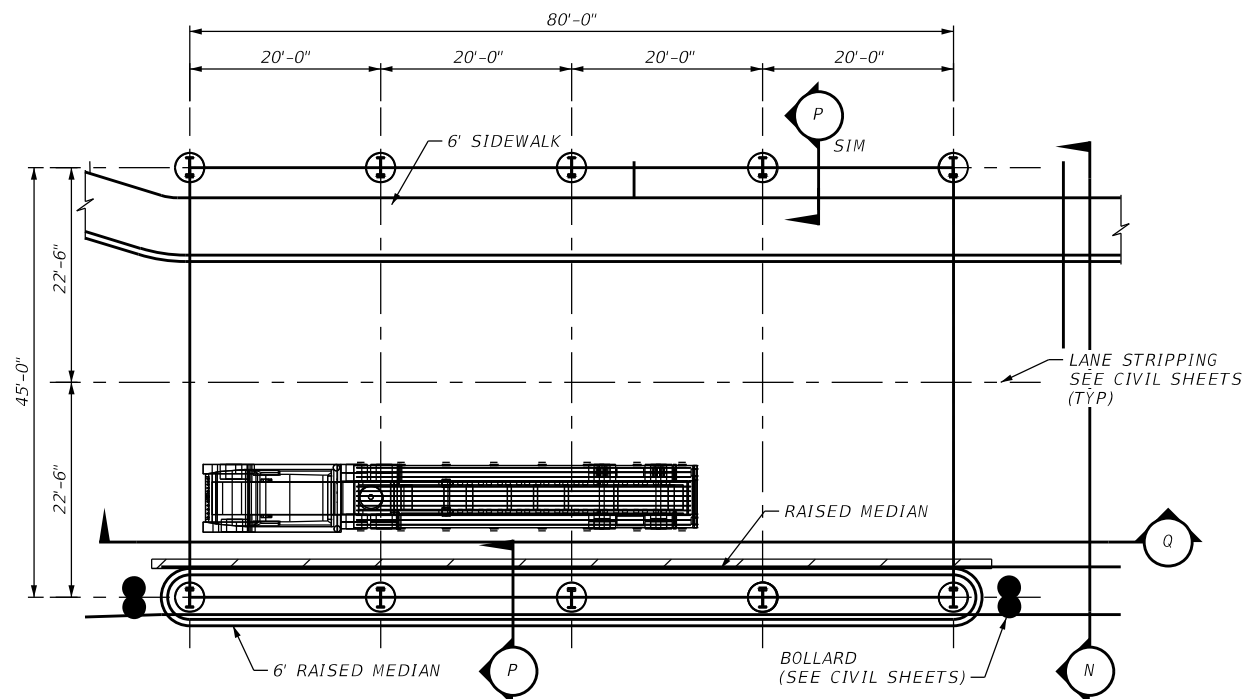 80'-0"
20'-0"
20'-0"
20'-0"
20'-0"
P
SIM
6' SIDEWALK
22'-6"
45'-0"
22'-6"
LANE STRIPPING
SEE CIVIL SHEETS
(TYP)
RAISED MEDIAN
Q
6' RAISED MEDIAN
P
BOLLARD
(SEE CIVIL SHEETS)
N